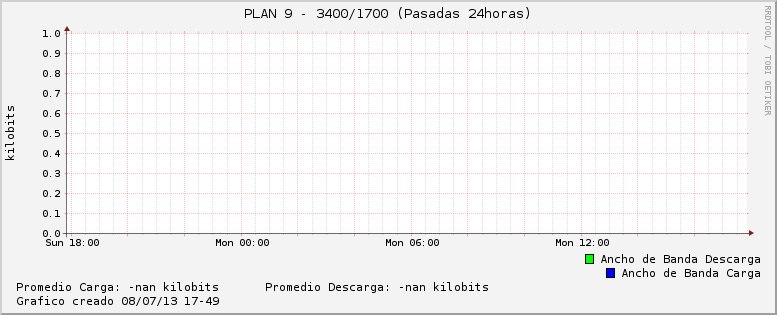 PLAN 9 - 3400/1700 (Pasadas 24horas)
RRDTOOL / TOBI OETIKER
kilobits
1.0
0.9
0.8
0.7
0.6
0.5
0.4
0.3
0.2
0.1
0.0
Sun 18:00 Mon 00:00 Mon 06:00 Mon 12:00
Ancho de Banda Descarga
Ancho de Banda Carga
Promedio Carga: -nan kilobits Promedio Descarga: -nan kilobits
Grafico creado 08/07/13 17-49